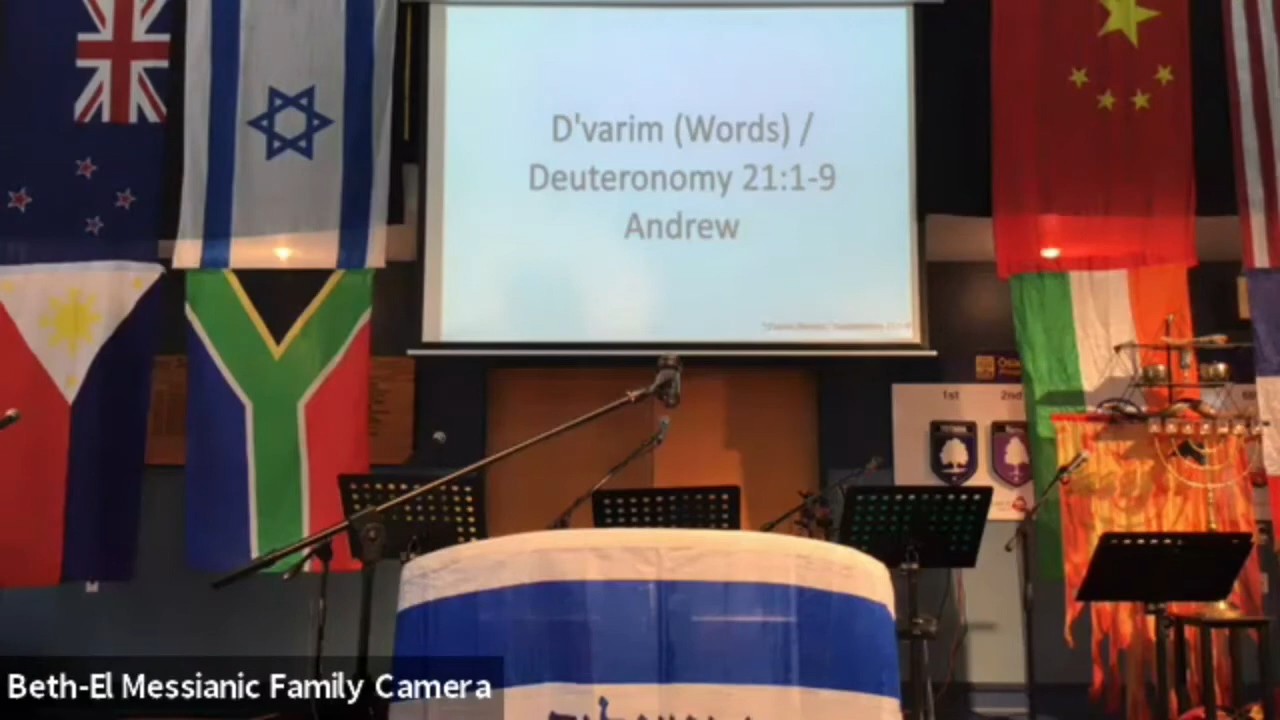 D'varim (Words) /
Deuteronomy 21:1-9
Andrew
1st
2nd
Beth-El Messianic Family Camera